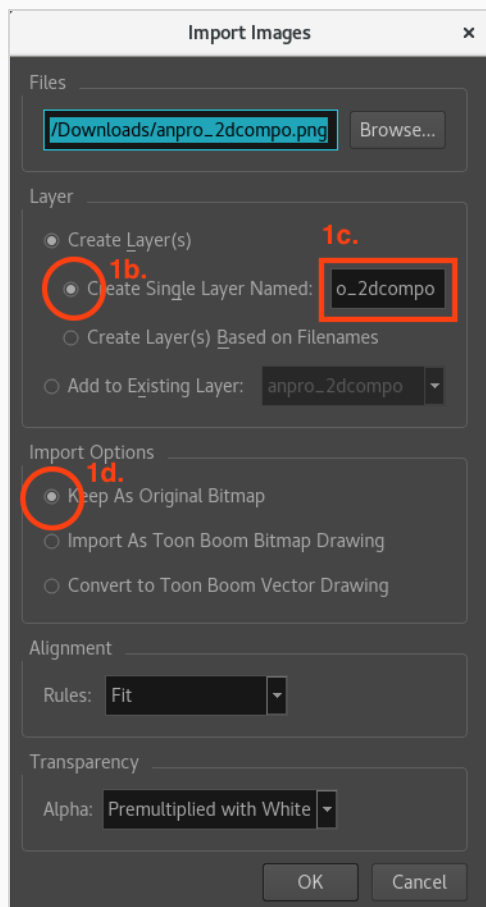 Import Images ×
Files
/Downloads/anpro_2dcompo.png Browse...
Layer
Create Layer(s)
1c.
1b.
Create Single Layer Named: o_2dcompo
Create Layer(s) Based on Filenames
Add to Existing Layer: anpro_2dcompo
Import Options
1d.
Keep As Original Bitmap
Import As Toon Boom Bitmap Drawing
Convert to Toon Boom Vector Drawing
Alignment
Rules: Fit
Transparency
Alpha: Premultiplied with White
OK Cancel